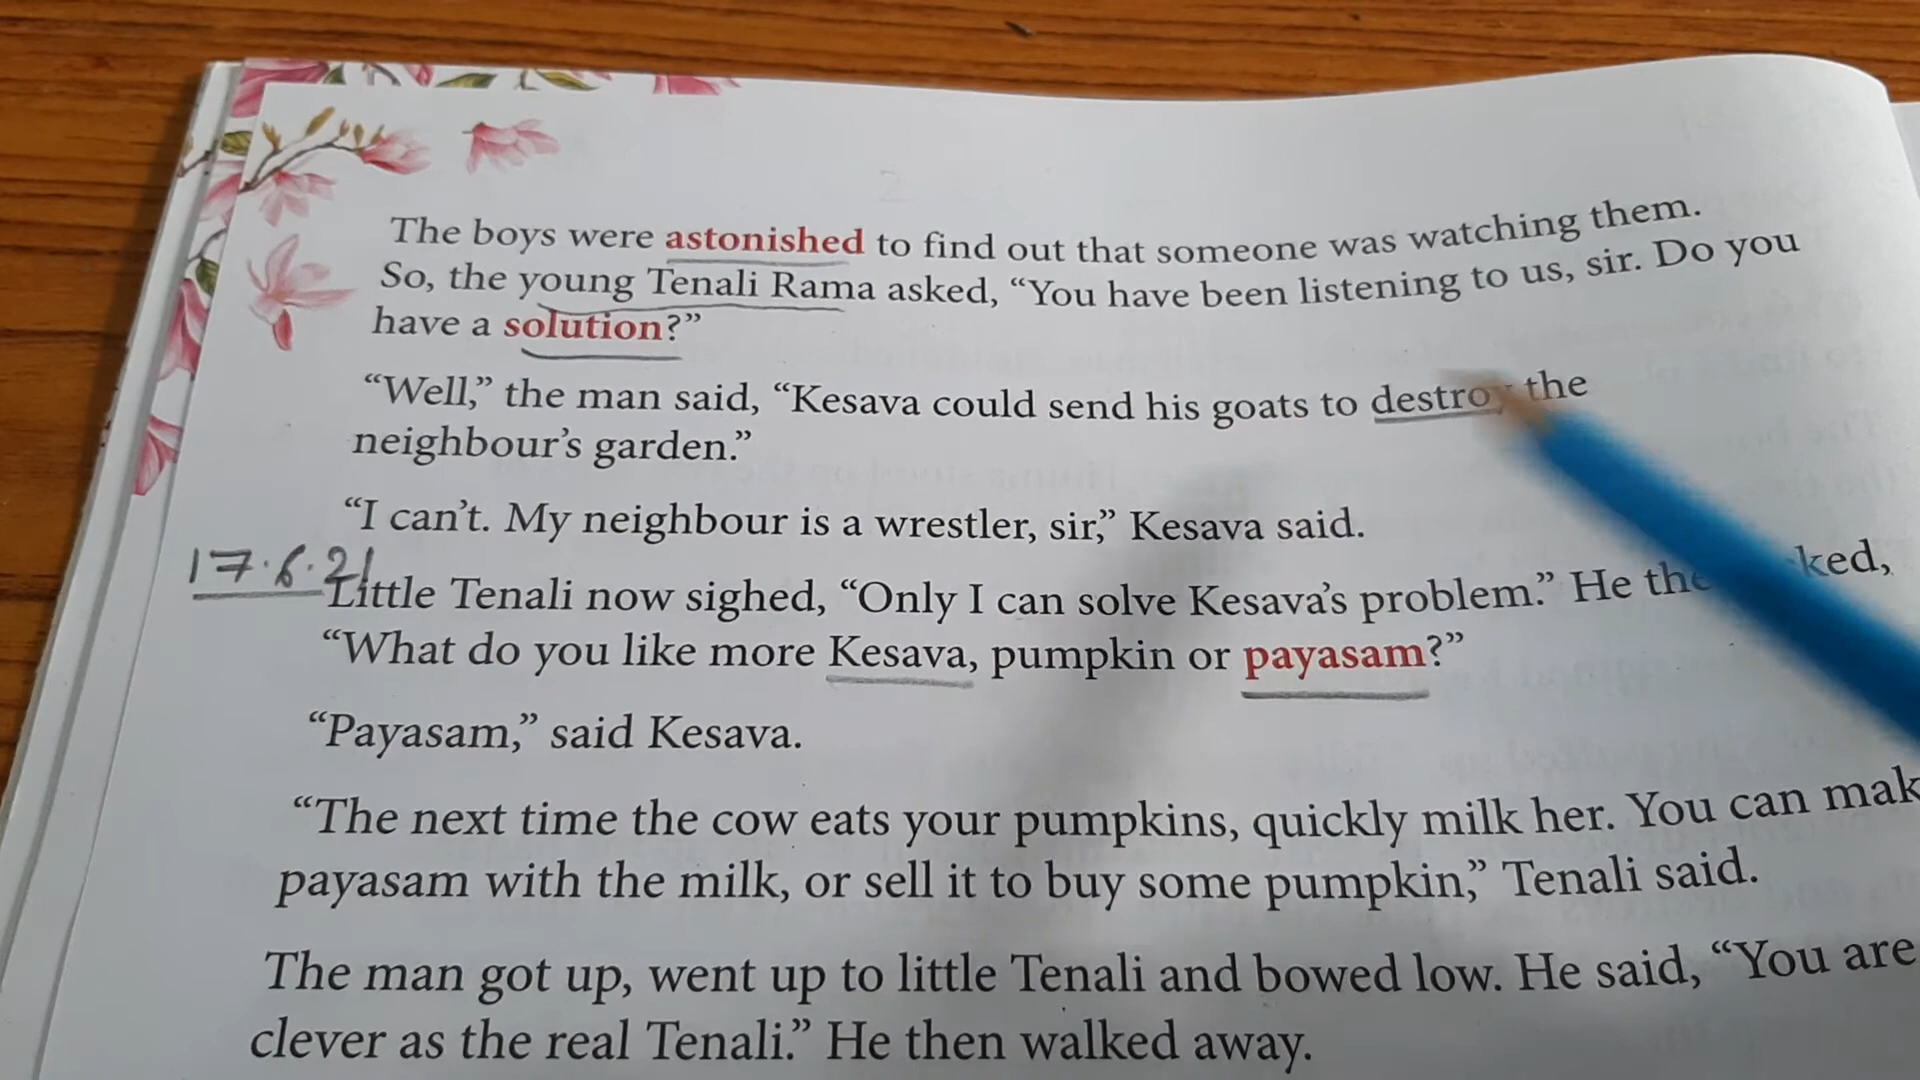 The boys were astonished to find out that someone was watching them.
So, the young Tenali Rama asked, “You have been listening to us, sir. Do you
have a solution?”
“Well,” the man said, “Kesava could send his goats to destroy the
neighbour’s garden.”
“I can’t. My neighbour is a wrestler, sir,” Kesava said.
17.6.21
Little Tenali now sighed, “Only I can solve Kesava’s problem.” He
“What do you like more Kesava, pumpkin or payasam?”
“Payasam,” said Kesava.
“The next time the cow eats your pumpkins, quickly milk her. You can mak
payasam with the milk, or sell it to buy some pumpkin,” Tenali said.
The man got up, went up to little Tenali and bowed low. He said, “You are
clever as the real Tenali.” He then walked away.